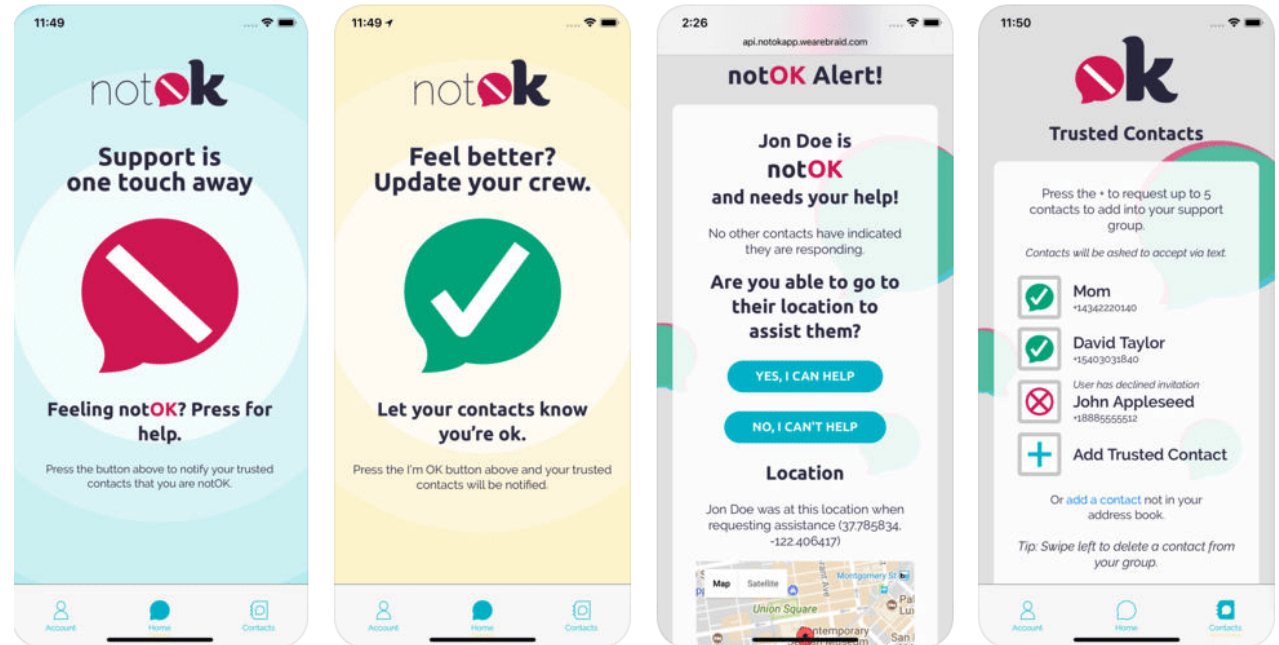 11:49
notOk
Support is
one touch away
Feeling notOK? Press for
help.
Press the button above to notify your trusted
contacts that you are notOK.
Account
Home
Contacts
11:49
notOk
Feel better?
Update your crew.
Let your contacts know
you're ok.
Press the I'm OK button above and your trusted
contacts will be notified.
Account
Home
Contacts
2:26
api.notokapp.wearebraid.com
notOK Alert!
Jon Doe is
notOK
and needs your help!
No other contacts have indicated
they are responding.
Are you able to go to
their location to
assist them?
YES, I CAN HELP
NO, I CAN'T HELP
Location
Jon Doe was at this location when
requesting assistance (37.785834,
-122.406417)
Map
Satellite
Montgomery St
Union Square
Contemporary
San
11:50
Ok
Trusted Contacts
Press the + to request up to 5
contacts to add into your support
group.
Contacts will be asked to accept via text.
Mom
+14342220140
David Taylor
+15403031840
User has declined invitation
John Appleseed
+18885555512
Add Trusted Contact
Or add a contact not in your
address book.
Tip: Swipe left to delete a contact from
your group.
Account
Home
Contacts